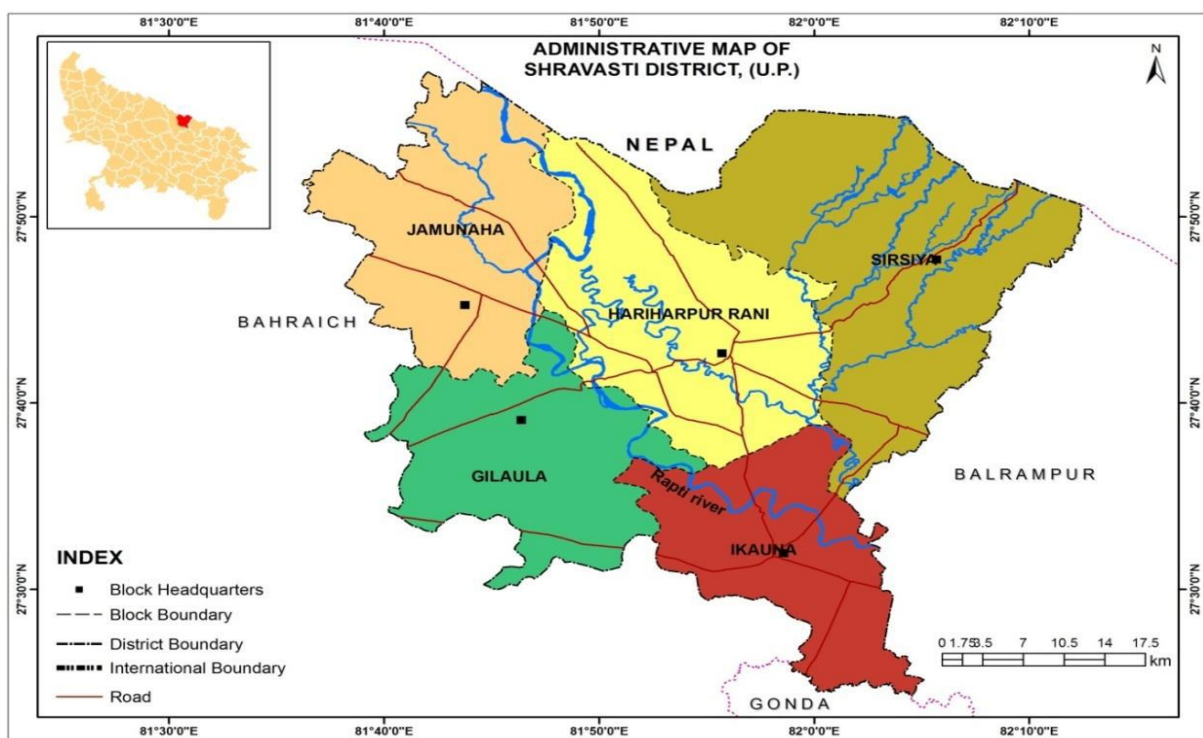 81°30'0"E 81°40'0"E 81°50'0"E 82°0'0"E 82°10'0"E
ADMINISTRATIVE MAP OF
SHRAVASTI DISTRICT, (U.P.)
N
NEPAL
27°50'0"N 27°50'0"N
JAMUNAHA
SIRSIYA
HARIHARPUR RANI
BAHRAICH
27°40'0"N 27°40'0"N
GILAULA
Rapti river
BALRAMPUR
IKAUNA
INDEX
Block Headquarters
Block Boundary
District Boundary
International Boundary
Road
27°30'0"N 27°30'0"N
0 1.75 3.5 7 10.5 14 17.5
km
GONDA
81°30'0"E 81°40'0"E 81°50'0"E 82°0'0"E 82°10'0"E